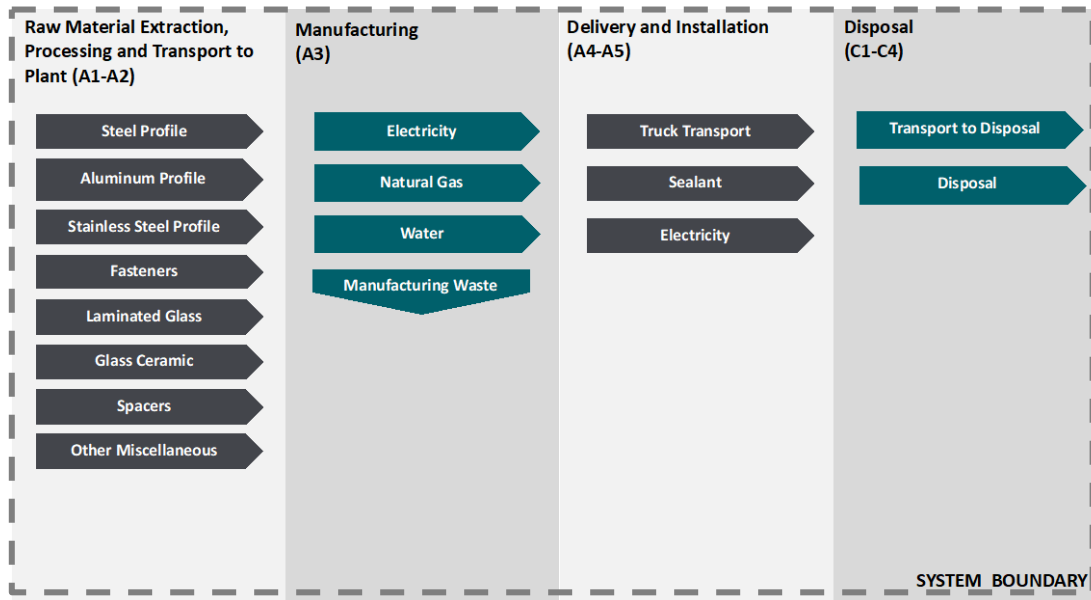 Raw Material Extraction,
Processing and Transport to
Plant (A1-A2)
Steel Profile
Aluminum Profile
Stainless Steel Profile
Fasteners
Laminated Glass
Glass Ceramic
Spacers
Other Miscellaneous
Manufacturing
(A3)
Electricity
Natural Gas
Water
Manufacturing Waste
Delivery and Installation
(A4-A5)
Truck Transport
Sealant
Electricity
Disposal
(C1-C4)
Transport to Disposal
Disposal
SYSTEM BOUNDARY